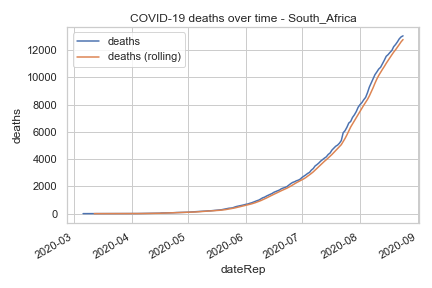 COVID-19 deaths over time - South_Africa
deaths
deaths (rolling)
12000
10000
8000
6000
4000
2000
0
deaths
2020-03
2020-04
2020-05
2020-06
2020-07
2020-08
2020-09
dateRep